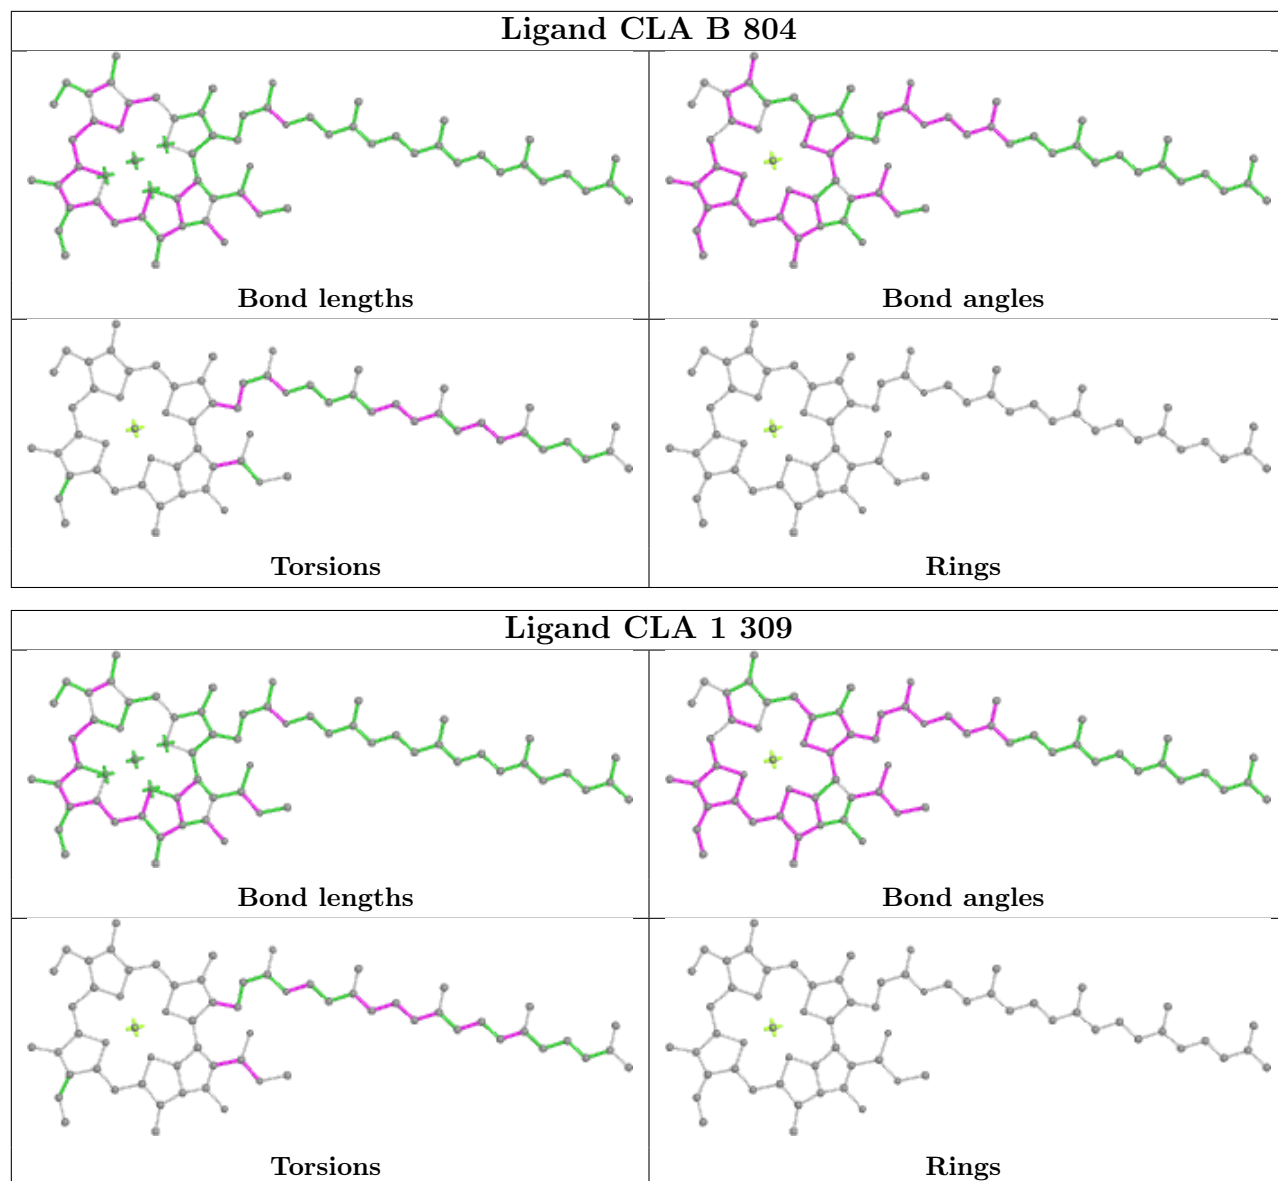 Ligand CLA B 804
Bond lengths
Bond angles
Torsions
Rings
Ligand CLA 1 309
Bond lengths
Bond angles
Torsions
Rings